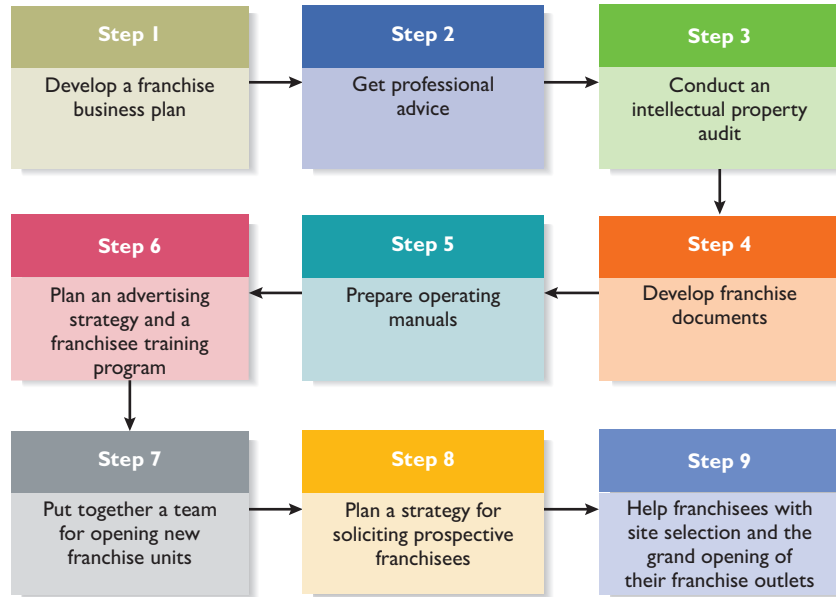 Step 1
Develop a franchise
business plan
Step 2
Get professional
advice
Step 3
Conduct an
intellectual property
audit
Step 4
Develop franchise
documents
Step 5
Prepare operating
manuals
Step 6
Plan an advertising
strategy and a
franchisee training
program
Step 7
Put together a team
for opening new
franchise units
Step 8
Plan a strategy for
soliciting prospective
franchisees
Step 9
Help franchisees with
site selection and the
grand opening of
their franchise outlets